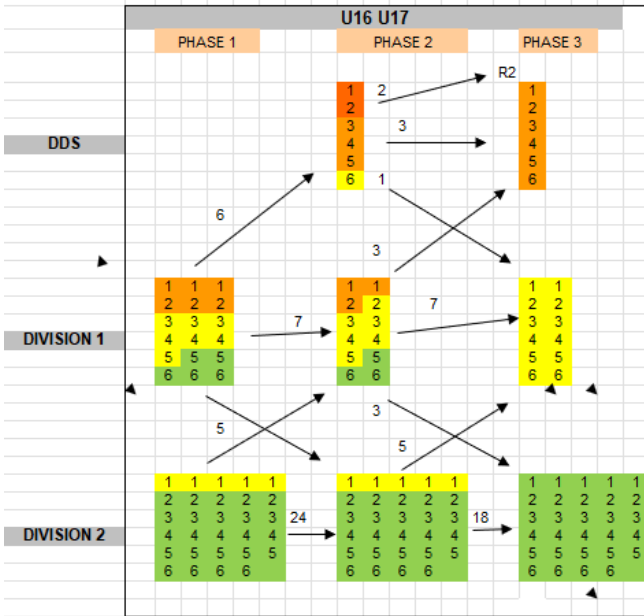 U16 U17
PHASE 1 PHASE 2 PHASE 3
R2
1 2 1
2 2
3 3 3
DDS 4 4
5 5
6 1 6
6
3
1 1 1 1 1 1 1
2 2 2 2 2 2 2
3 3 3 7 3 3 7 3 3
DIVISION 1 4 4 4 4 4 4 4
5 5 5 5 5 5 5
6 6 6 6 6 6 6
5 3
5
1 1 1 1 1 1 1 1 1 1 1 1 1 1 1
2 2 2 2 2 2 2 2 2 2 2 2 2 2 2
3 3 3 3 3 24 3 3 3 3 3 18 3 3 3 3 3
DIVISION 2 4 4 4 4 4 4 4 4 4 4 4 4 4 4 4
5 5 5 5 5 5 5 5 5 5 5 5 5 5 5
6 6 6 6 6 6 6 6 6 6 6 6